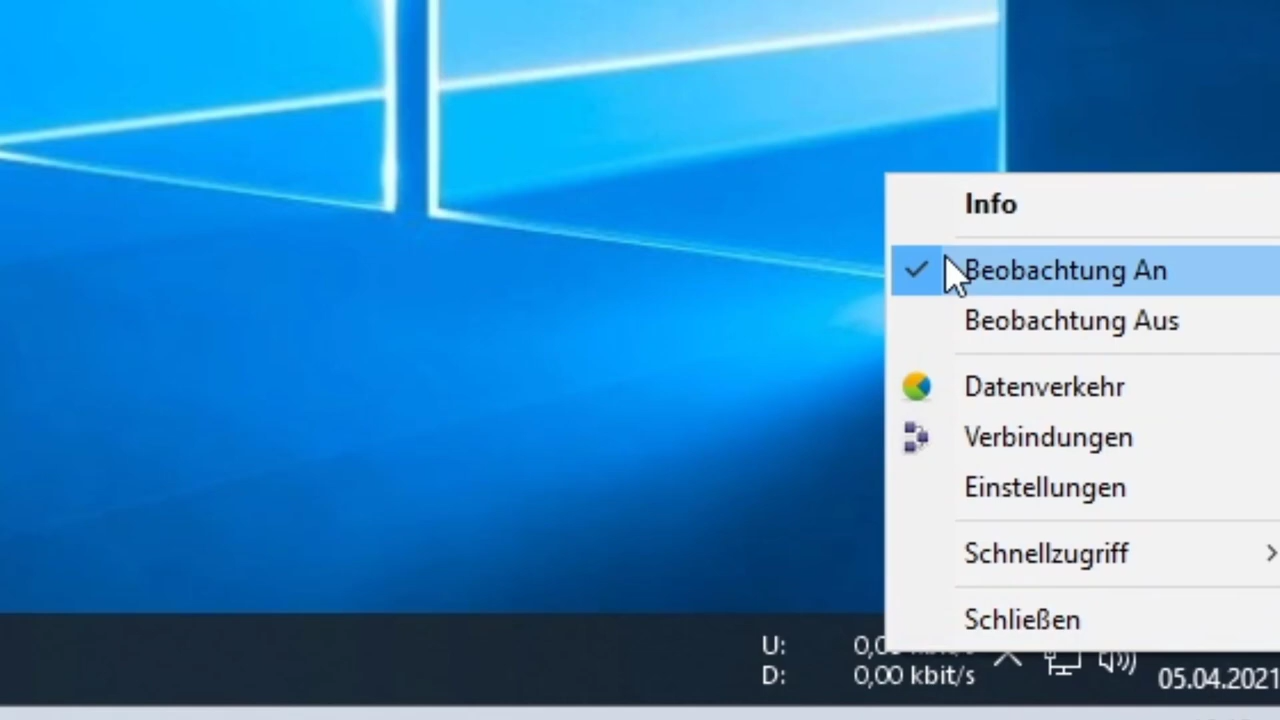 Info
Beobachtung An
Beobachtung Aus
Datenverkehr
Verbindungen
Einstellungen
Schnellzugriff
Schließen
U:
D: 0,00 kbit/s
05.04.2021